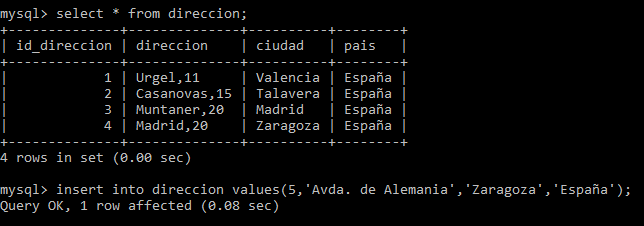 mysql> select * from direccion;
+--------------+--------------+----------+--------+
| id_direccion | direccion    | ciudad   | pais   |
+--------------+--------------+----------+--------+
|            1 | Urgel,11     | Valencia | España |
|            2 | Casanovas,15 | Talavera | España |
|            3 | Muntaner,20  | Madrid   | España |
|            4 | Madrid,20    | Zaragoza | España |
+--------------+--------------+----------+--------+
4 rows in set (0.00 sec)
mysql> insert into direccion values(5,'Avda. de Alemania','Zaragoza','España');
Query OK, 1 row affected (0.08 sec)